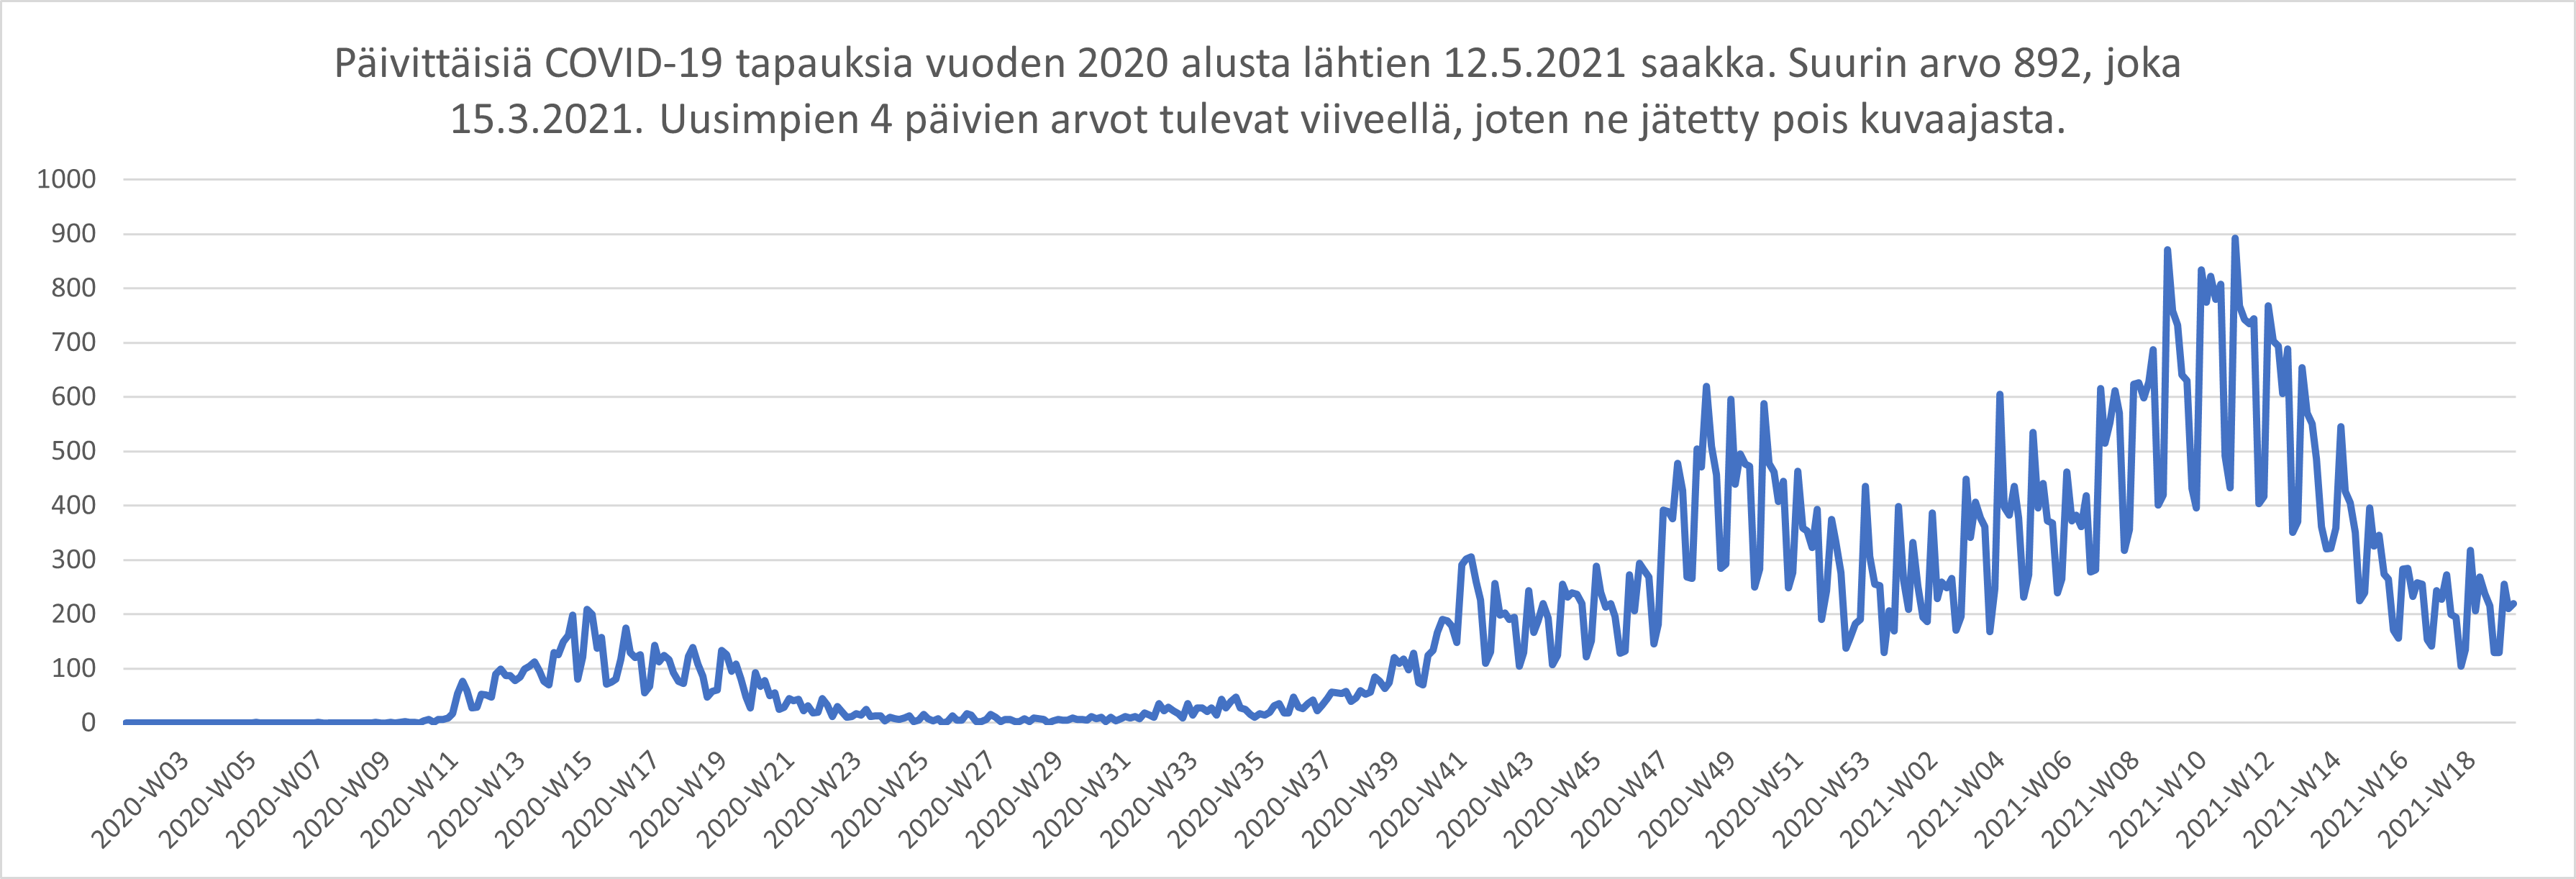 Päivittäisiä COVID-19 tapauksia vuoden 2020 alusta lähtien 12.5.2021 saakka. Suurin arvo 892, joka
15.3.2021. Uusimpien 4 päivien arvot tulevat viiveellä, joten ne jätetty pois kuvaajasta.
1000
900
800
700
600
500
400
300
200
100
0
2020-W03
2020-W05
2020-W07
2020-W09
2020-W11
2020-W13
2020-W15
2020-W17
2020-W19
2020-W21
2020-W23
2020-W25
2020-W27
2020-W29
2020-W31
2020-W33
2020-W35
2020-W37
2020-W39
2020-W41
2020-W43
2020-W45
2020-W47
2020-W49
2020-W51
2020-W53
2021-W02
2021-W04
2021-W06
2021-W08
2021-W10
2021-W12
2021-W14
2021-W16
2021-W18